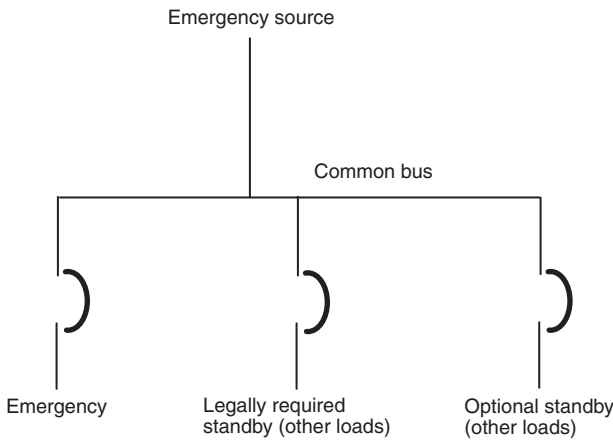 Emergency source
Common bus
Emergency
Legally required
standby (other loads)
Optional standby
(other loads)